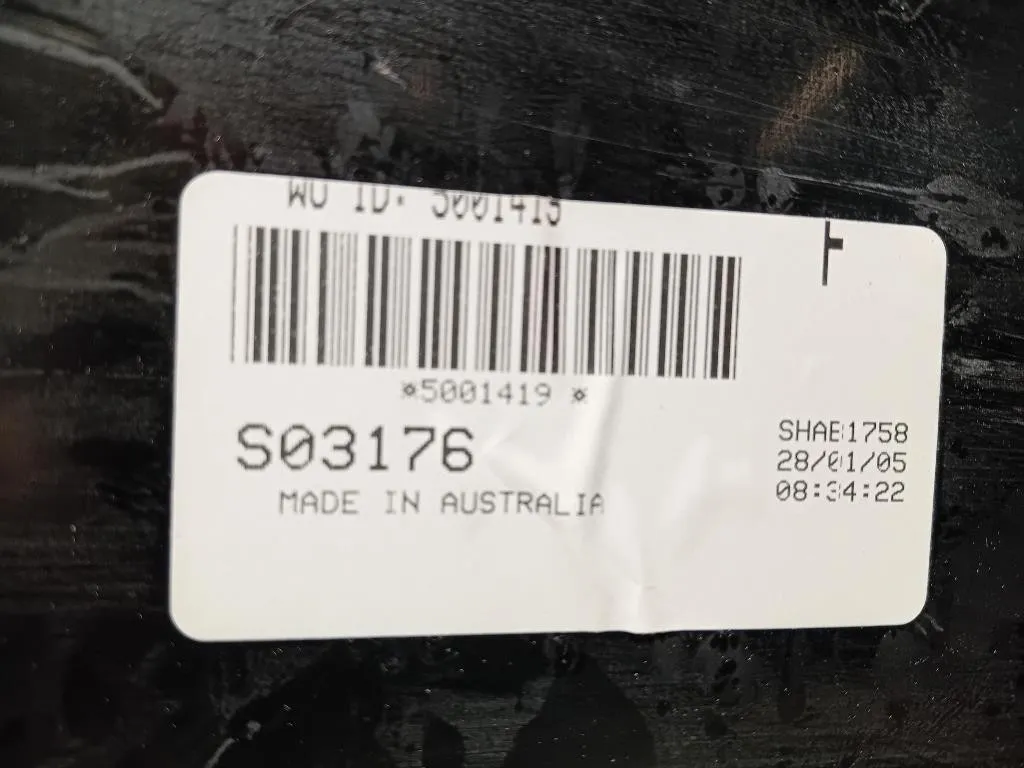 WO ID: 5001419
*5001419 *
S03176
MADE IN AUSTRALIA
SHAE1758
28/01/05
08:34:22